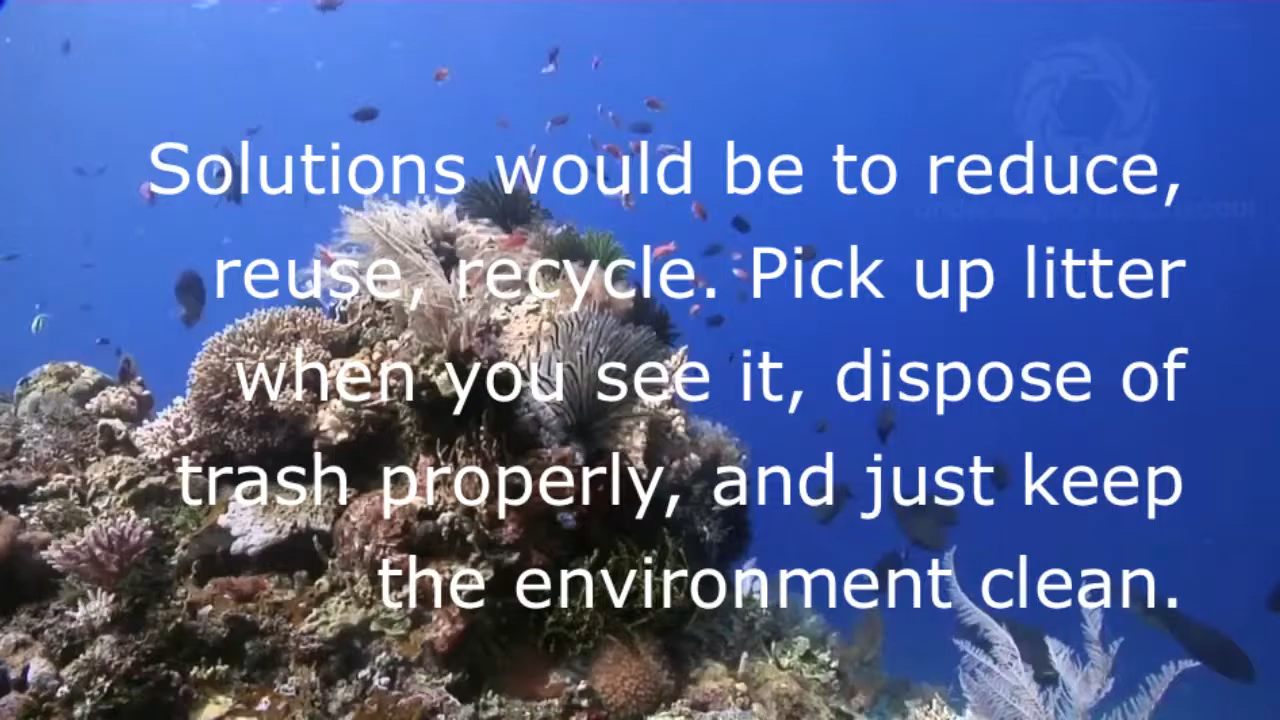 Solutions would be to reduce,
reuse, recycle. Pick up litter
when you see it, dispose of
trash properly, and just keep
the environment clean.